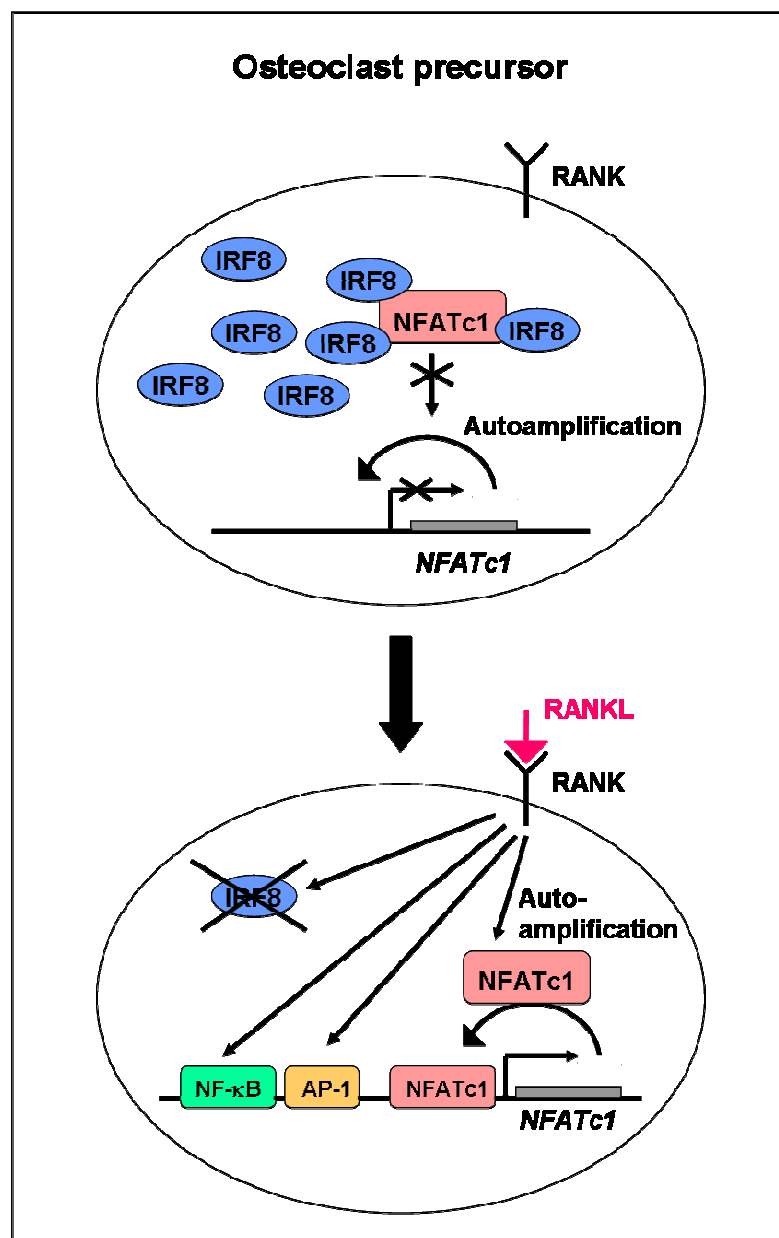 Osteoclast precursor
RANK
IRF8
IRF8
NFATc1
IRF8
IRF8
IRF8
IRF8
IRF8
Autoamplification
NFATc1
RANKL
RANK
IRF8
Auto-
amplification
NFATc1
NF-κB
AP-1
NFATc1
NFATc1